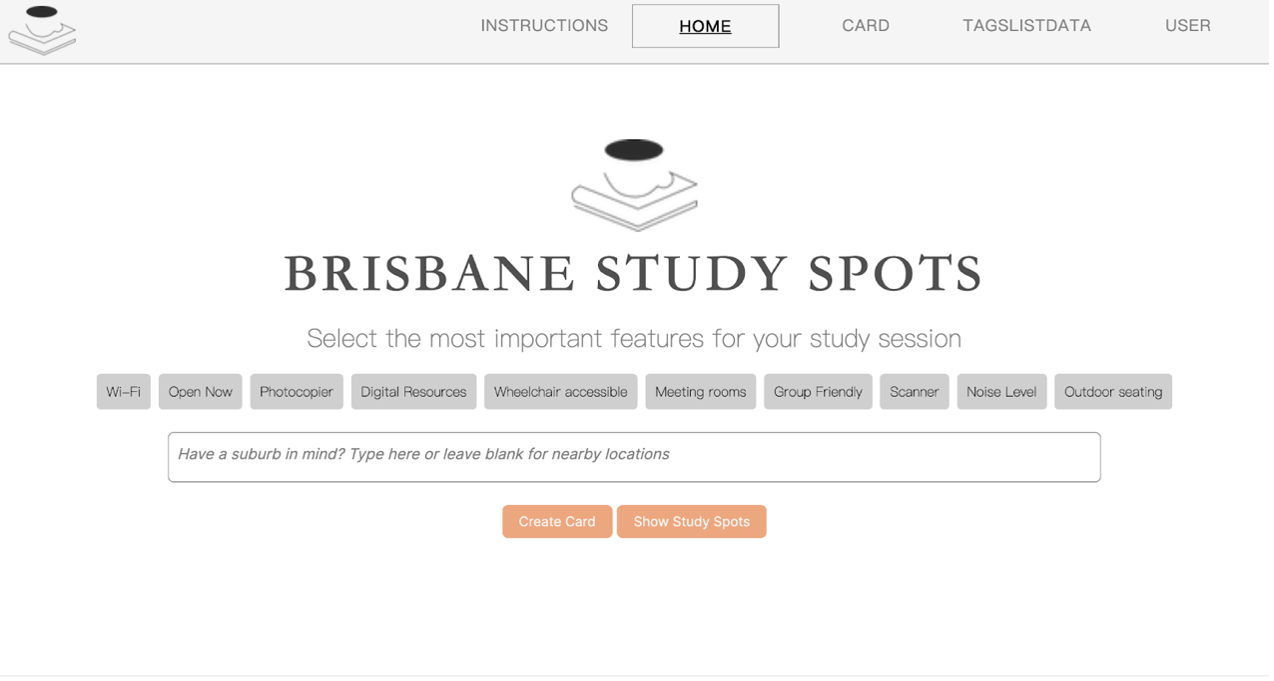 INSTRUCTIONS HOME CARD TAGSLISTDATA USER
BRISBANE STUDY SPOTS
Select the most important features for your study session
Wi-Fi Open Now Photocopier Digital Resources Wheelchair accessible Meeting rooms Group Friendly Scanner Noise Level Outdoor seating
Have a suburb in mind? Type here or leave blank for nearby locations
Create Card Show Study Spots